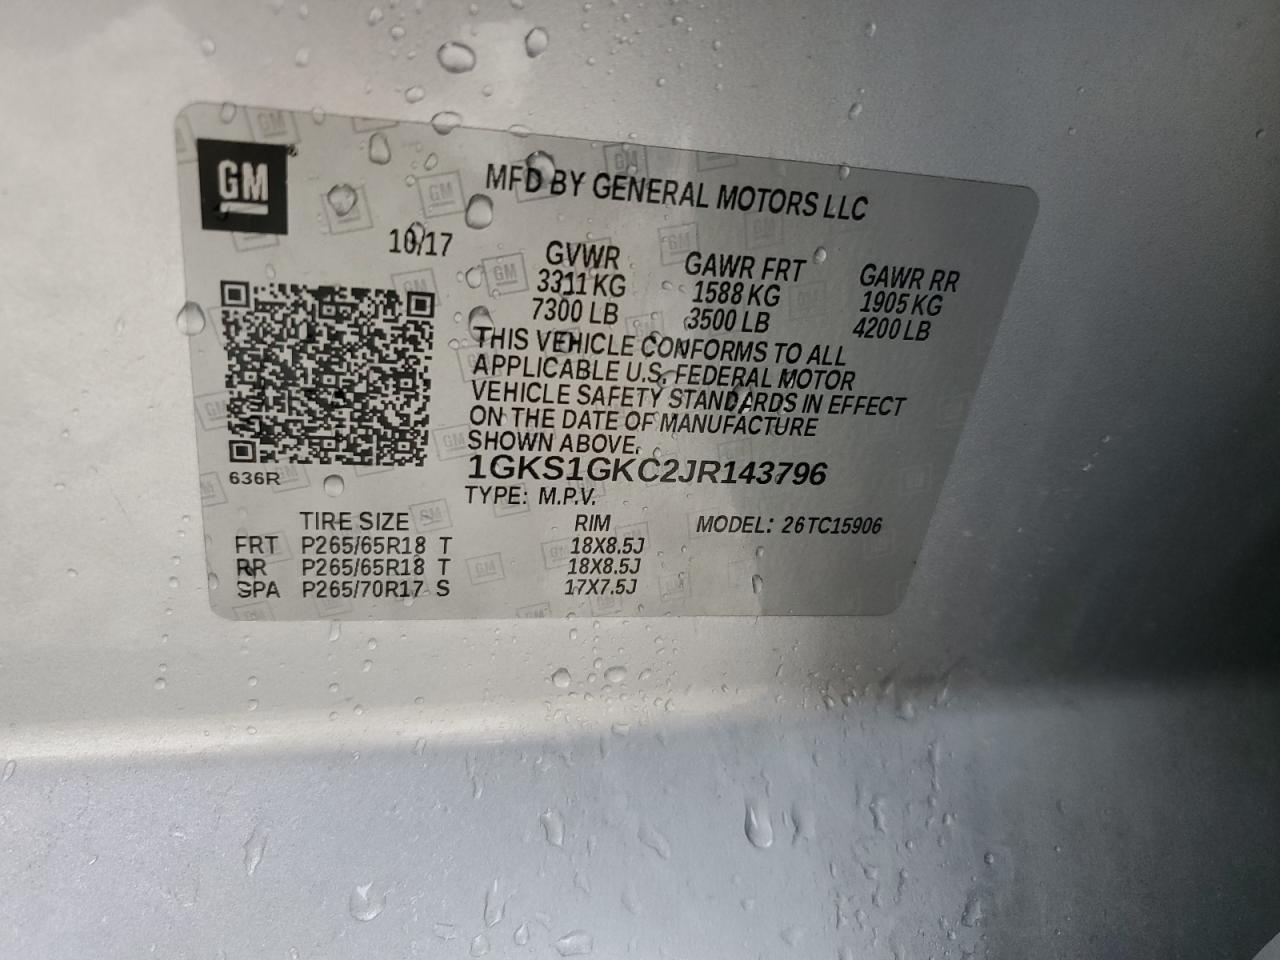 GM
MFD BY GENERAL MOTORS LLC
10/17
GVWR GAWR FRT GAWR RR
3311 KG 1588 KG 1905 KG
7300 LB 3500 LB 4200 LB
THIS VEHICLE CONFORMS TO ALL
APPLICABLE U.S. FEDERAL MOTOR
VEHICLE SAFETY STANDARDS IN EFFECT
ON THE DATE OF MANUFACTURE
SHOWN ABOVE.
1GKS1GKC2JR143796
636R
TYPE: M.P.V.
TIRE SIZE RIM MODEL: 26TC15906
FRT P265/65R18 T 18X8.5J
RR P265/65R18 T 18X8.5J
SPA P265/70R17 S 17X7.5J